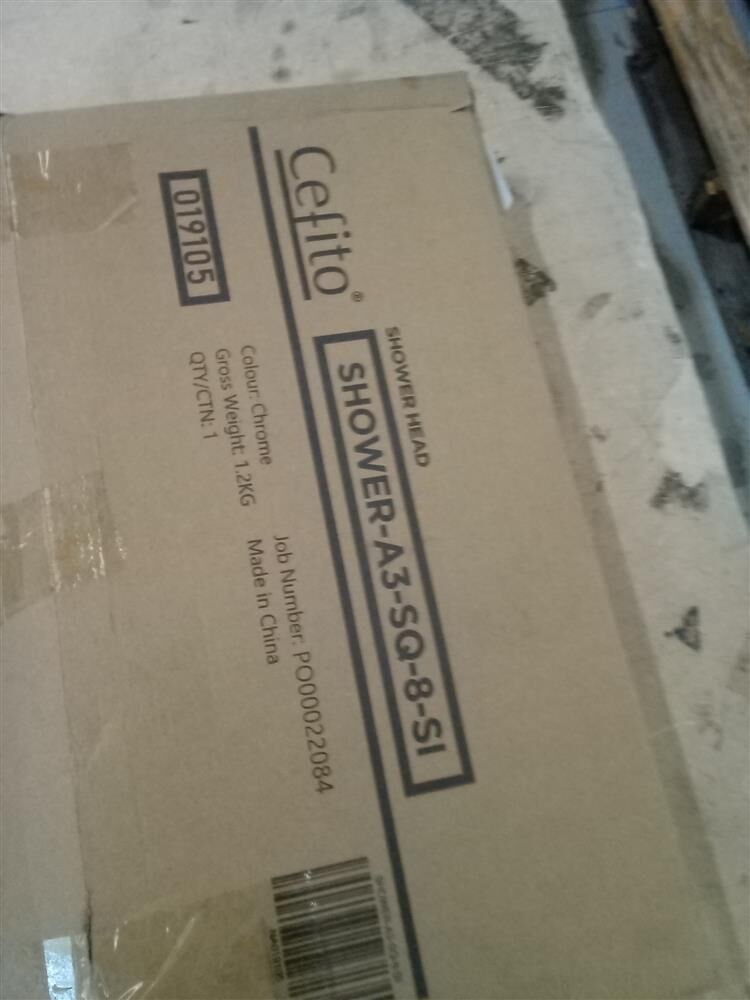 SHOWER HEAD
Cefito®
SHOWER-A3-SQ-8-SI
019105
Colour: Chrome
Gross Weight: 1.2KG
QTY/CTN: 1
Job Number: PO00022084
Made in China